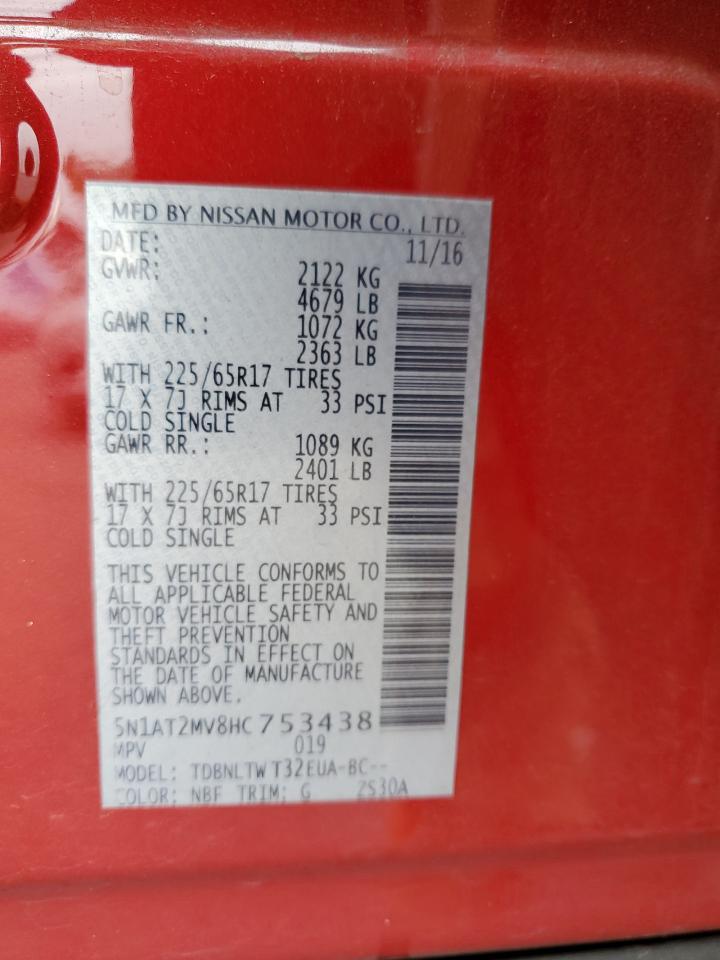 MFD BY NISSAN MOTOR CO., LTD.
DATE: 11/16
GVWR: 2122 KG
4679 LB
GAWR FR.: 1072 KG
2363 LB
WITH 225/65R17 TIRES
17 X 7J RIMS AT 33 PSI
COLD SINGLE
GAWR RR.: 1089 KG
2401 LB
WITH 225/65R17 TIRES
17 X 7J RIMS AT 33 PSI
COLD SINGLE
THIS VEHICLE CONFORMS TO
ALL APPLICABLE FEDERAL
MOTOR VEHICLE SAFETY AND
THEFT PREVENTION
STANDARDS IN EFFECT ON
THE DATE OF MANUFACTURE
SHOWN ABOVE.
5N1AT2MV8HC753438
MPV 019
MODEL: TDBNLTWT32EUA-BC--
COLOR: NBF TRIM: G 2S30A